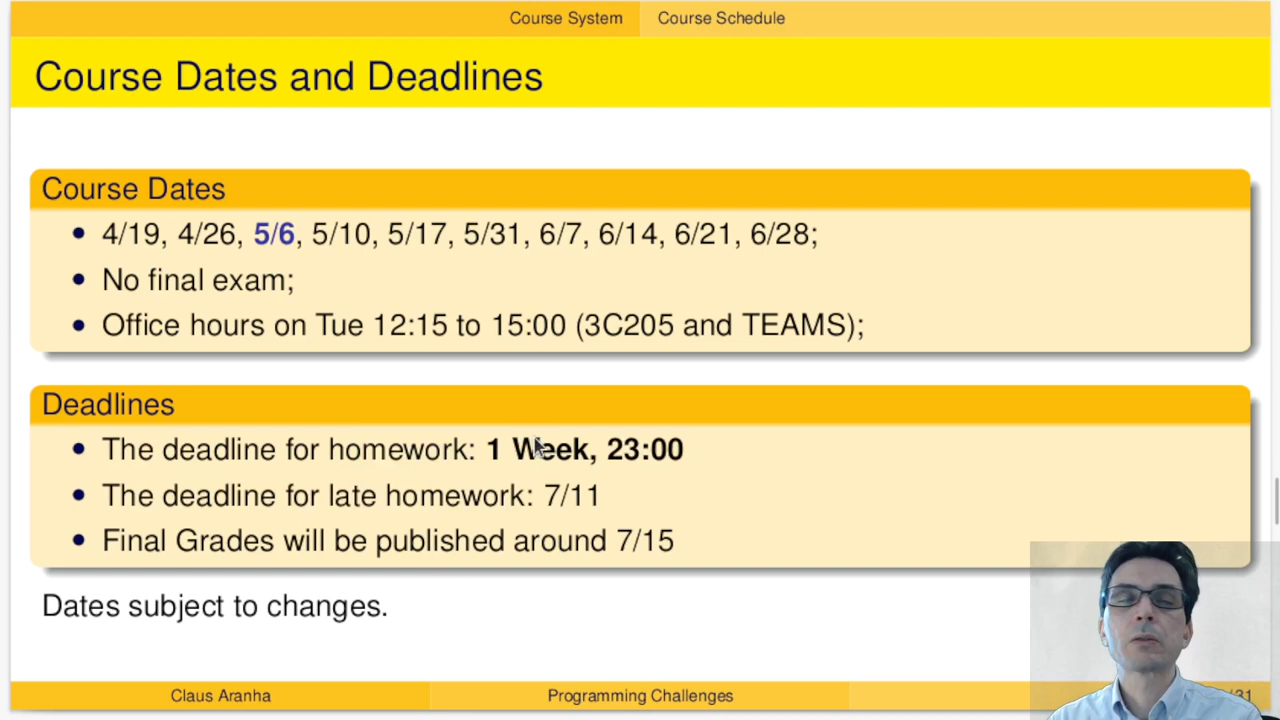 Course System Course Schedule
Course Dates and Deadlines
Course Dates
• 4/19, 4/26, 5/6, 5/10, 5/17, 5/31, 6/7, 6/14, 6/21, 6/28;
• No final exam;
• Office hours on Tue 12:15 to 15:00 (3C205 and TEAMS);
Deadlines
• The deadline for homework: 1 Week, 23:00
• The deadline for late homework: 7/11
• Final Grades will be published around 7/15
Dates subject to changes.
Claus Aranha Programming Challenges /31